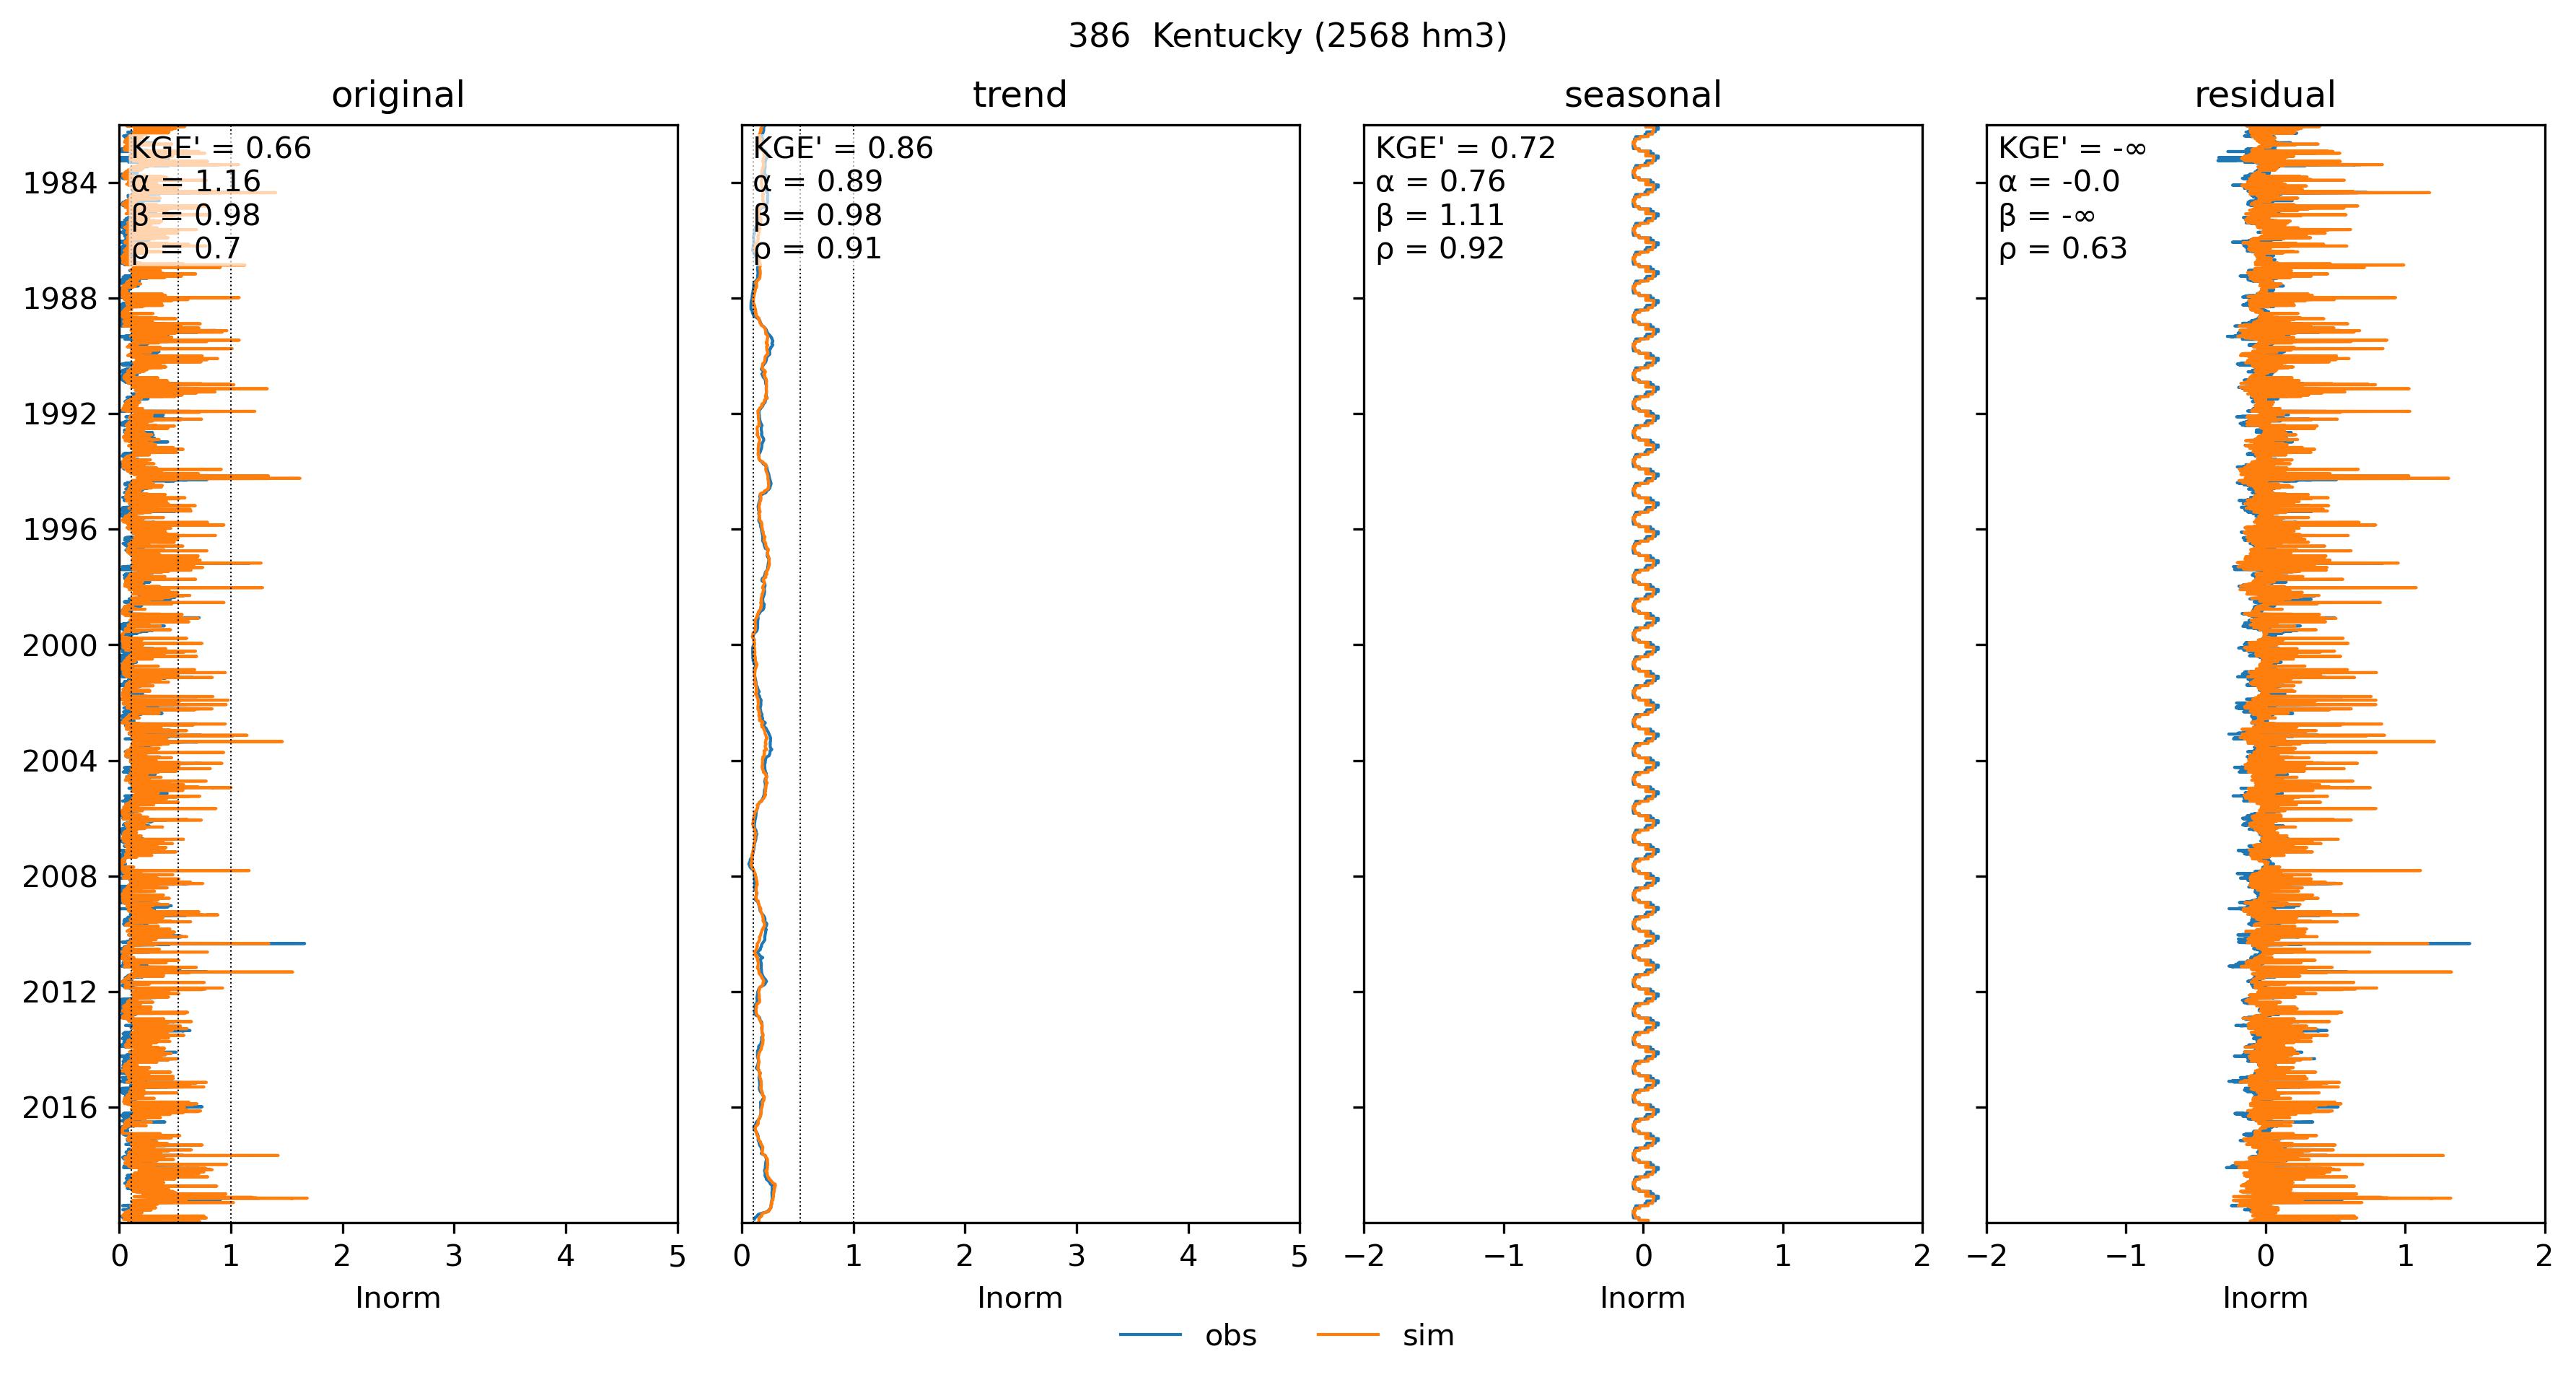 386  Kentucky (2568 hm3)
original
trend
seasonal
residual
KGE' = 0.66
α = 1.16
β = 0.98
ρ = 0.7
KGE' = 0.86
α = 0.89
β = 0.98
ρ = 0.91
KGE' = 0.72
α = 0.76
β = 1.11
ρ = 0.92
KGE' = -∞
α = -0.0
β = -∞
ρ = 0.63
1984
1988
1992
1996
2000
2004
2008
2012
2016
0 1 2 3 4 5
0 1 2 3 4 5
−2 −1 0 1 2
−2 −1 0 1 2
Inorm
Inorm
Inorm
Inorm
obs
sim